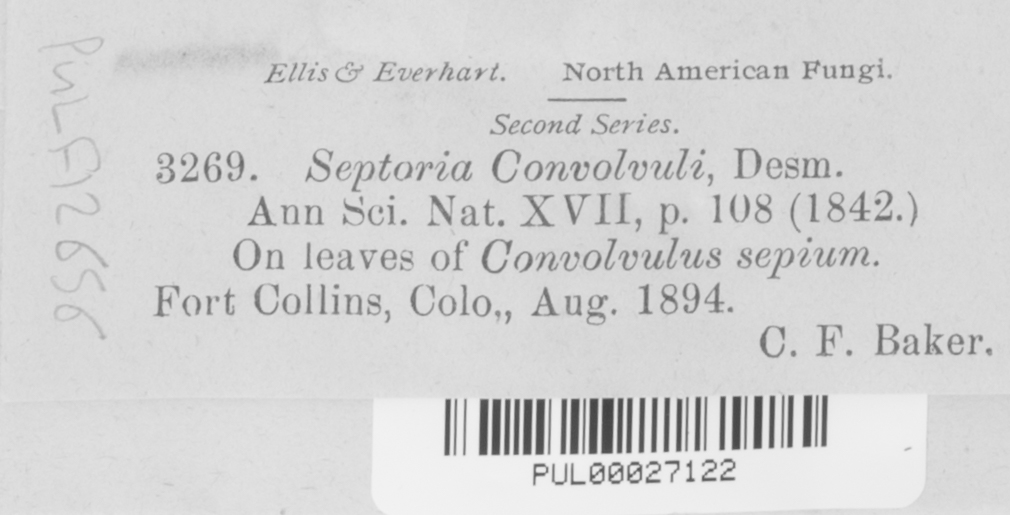 Ellis & Everhart. North American Fungi.
Second Series.
3269. Septoria Convolvuli, Desm.
Ann Sci. Nat. XVII, p. 108 (1842.)
On leaves of Convolvulus sepium.
Fort Collins, Colo,, Aug. 1894.
C. F. Baker.
PUL F12656
PUL00027122